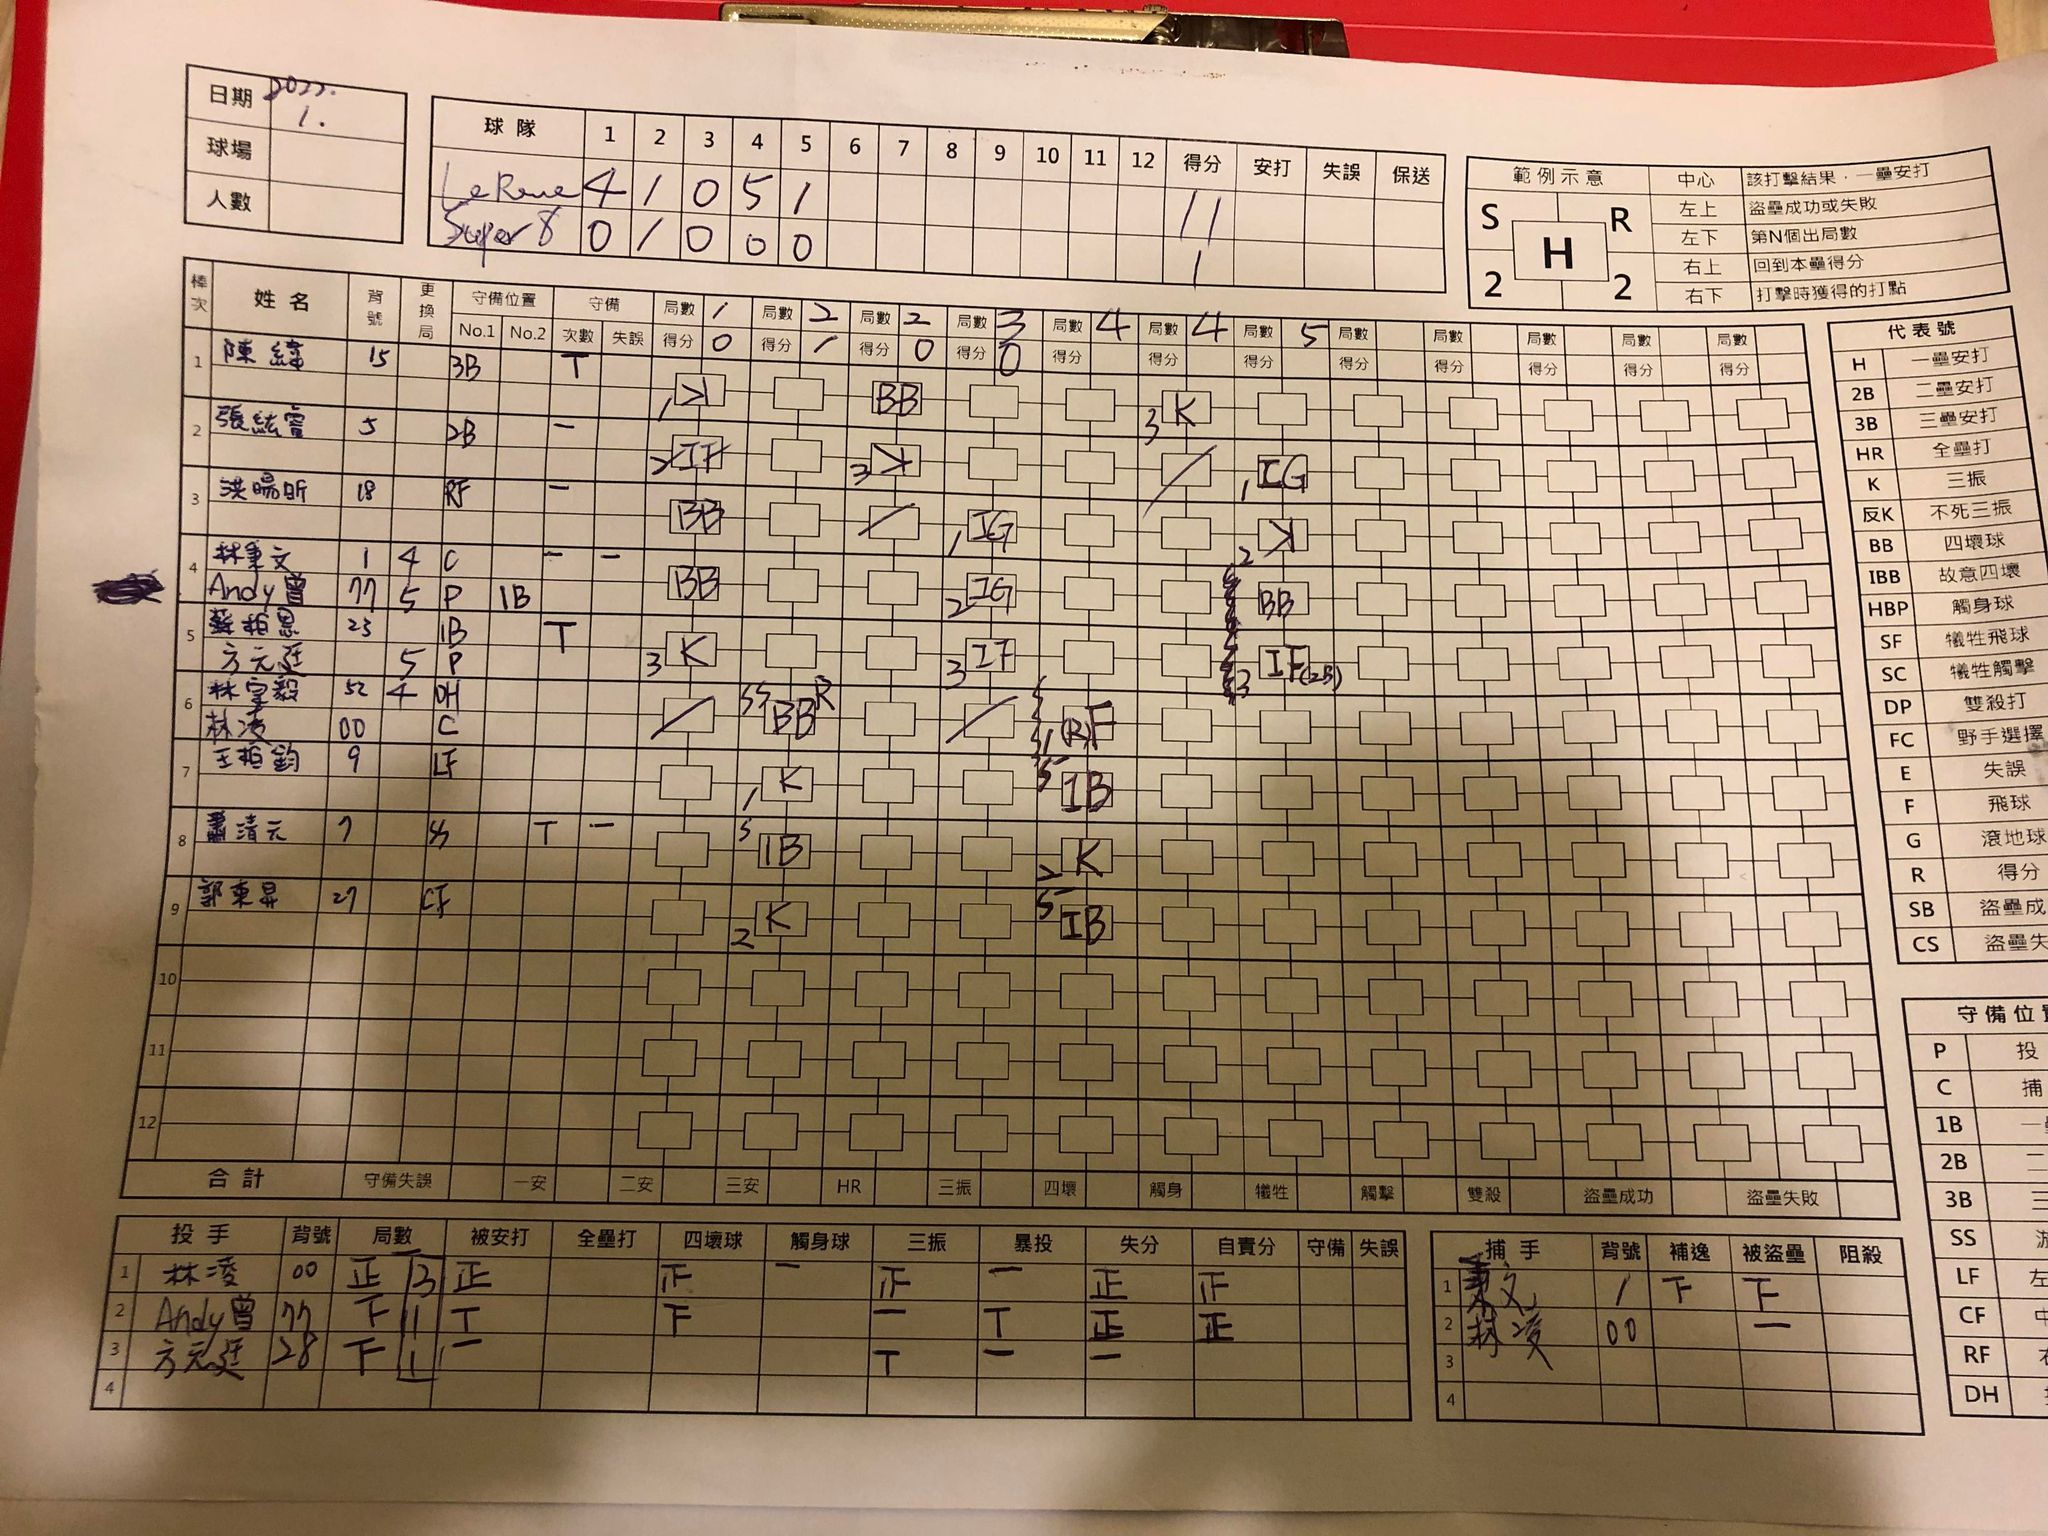 日期 2022. 1.
球場
人數
球隊 1 2 3 4 5 6 7 8 9 10 11 12 得分 安打 失誤 保送
4 1 0 5 1 11
Super 8 0 1 0 0 0 1
範例示意 中心 該打擊結果，一壘安打
S R 左上 盜壘成功或失敗
H 左下 第N個出局數
右上 回到本壘得分
2 2 右下 打擊時獲得的打點
棒次 姓名 背號 更換局 守備位置 守備 局數 1 局數 2 局數 2 局數 3 局數 4 局數 4 局數 5 局數 局數 局數 局數 局數
No.1 No.2 次數 失誤 得分 0 得分 1 得分 0 得分 0 得分 得分 得分 得分 得分 得分 得分 得分
1 陳緯 15 3B T 1 BB 3 K
2 張紘睿 5 2B 一 2 IF 3 1 IG
3 洪暘昕 18 RF 一 BB 1 IG 2
4 林秉文 1 4 C 一 一 BB 2 IG BB
Andy曾 77 5 P 1B
5 蘇柏恩 23 1B T 3 K 3 IF 3 IF(2B)
方元廷 5 P
6 52 4 DH SS BB R 1 (R)F
林凌 00 C
7 王柏鈞 9 LF 1 K S 1B
8 蕭清元 7 SS T 一 S 1B 2 K
9 郭東昇 27 CF 2 K S 1B
10
11
12
合計 守備失誤 一安 二安 三安 HR 三振 四壞 觸身 犧牲 觸擊 雙殺 盜壘成功 盜壘失敗
代表號
H 一壘安打
2B 二壘安打
3B 三壘安打
HR 全壘打
K 三振
反K 不死三振
BB 四壞球
IBB 故意四壞
HBP 觸身球
SF 犧牲飛球
SC 犧牲觸擊
DP 雙殺打
FC 野手選擇
E 失誤
F 飛球
G 滾地球
R 得分
SB 盜壘成
CS 盜壘失
守備位置
P 投
C 捕
1B 一
2B 二
3B 三
SS 游
LF 左
CF 中
RF 右
DH 指
投手 背號 局數 被安打 全壘打 四壞球 觸身球 三振 暴投 失分 自責分 守備 失誤
1 林凌 00 正 3 正 正 一 正 一 正 正
2 Andy曾 77 下 11 T 下 一 T 正 正
3 方元廷 28 下 1 一 T 一 一
4
捕手 背號 補逸 被盜壘 阻殺
1 秉文 1 下 下
2 林凌 00 一
3
4